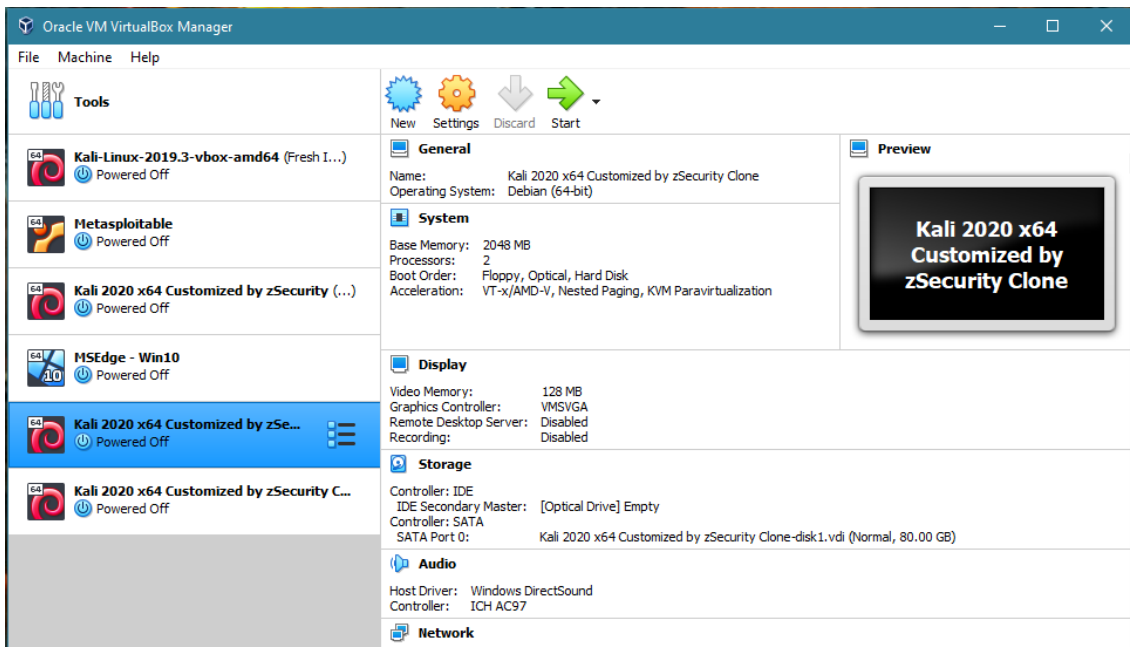 Oracle VM VirtualBox Manager
File Machine Help
Tools
New Settings Discard Start
64 Kali-Linux-2019.3-vbox-amd64 (Fresh I...)
Powered Off
64 Metasploitable
Powered Off
64 Kali 2020 x64 Customized by zSecurity (...)
Powered Off
64 10 MSEdge - Win10
Powered Off
64 Kali 2020 x64 Customized by zSe...
Powered Off
64 Kali 2020 x64 Customized by zSecurity C...
Powered Off
General
Name: Kali 2020 x64 Customized by zSecurity Clone
Operating System: Debian (64-bit)
System
Base Memory: 2048 MB
Processors: 2
Boot Order: Floppy, Optical, Hard Disk
Acceleration: VT-x/AMD-V, Nested Paging, KVM Paravirtualization
Preview
Kali 2020 x64
Customized by
zSecurity Clone
Display
Video Memory: 128 MB
Graphics Controller: VMSVGA
Remote Desktop Server: Disabled
Recording: Disabled
Storage
Controller: IDE
IDE Secondary Master: [Optical Drive] Empty
Controller: SATA
SATA Port 0: Kali 2020 x64 Customized by zSecurity Clone-disk1.vdi (Normal, 80.00 GB)
Audio
Host Driver: Windows DirectSound
Controller: ICH AC97
Network